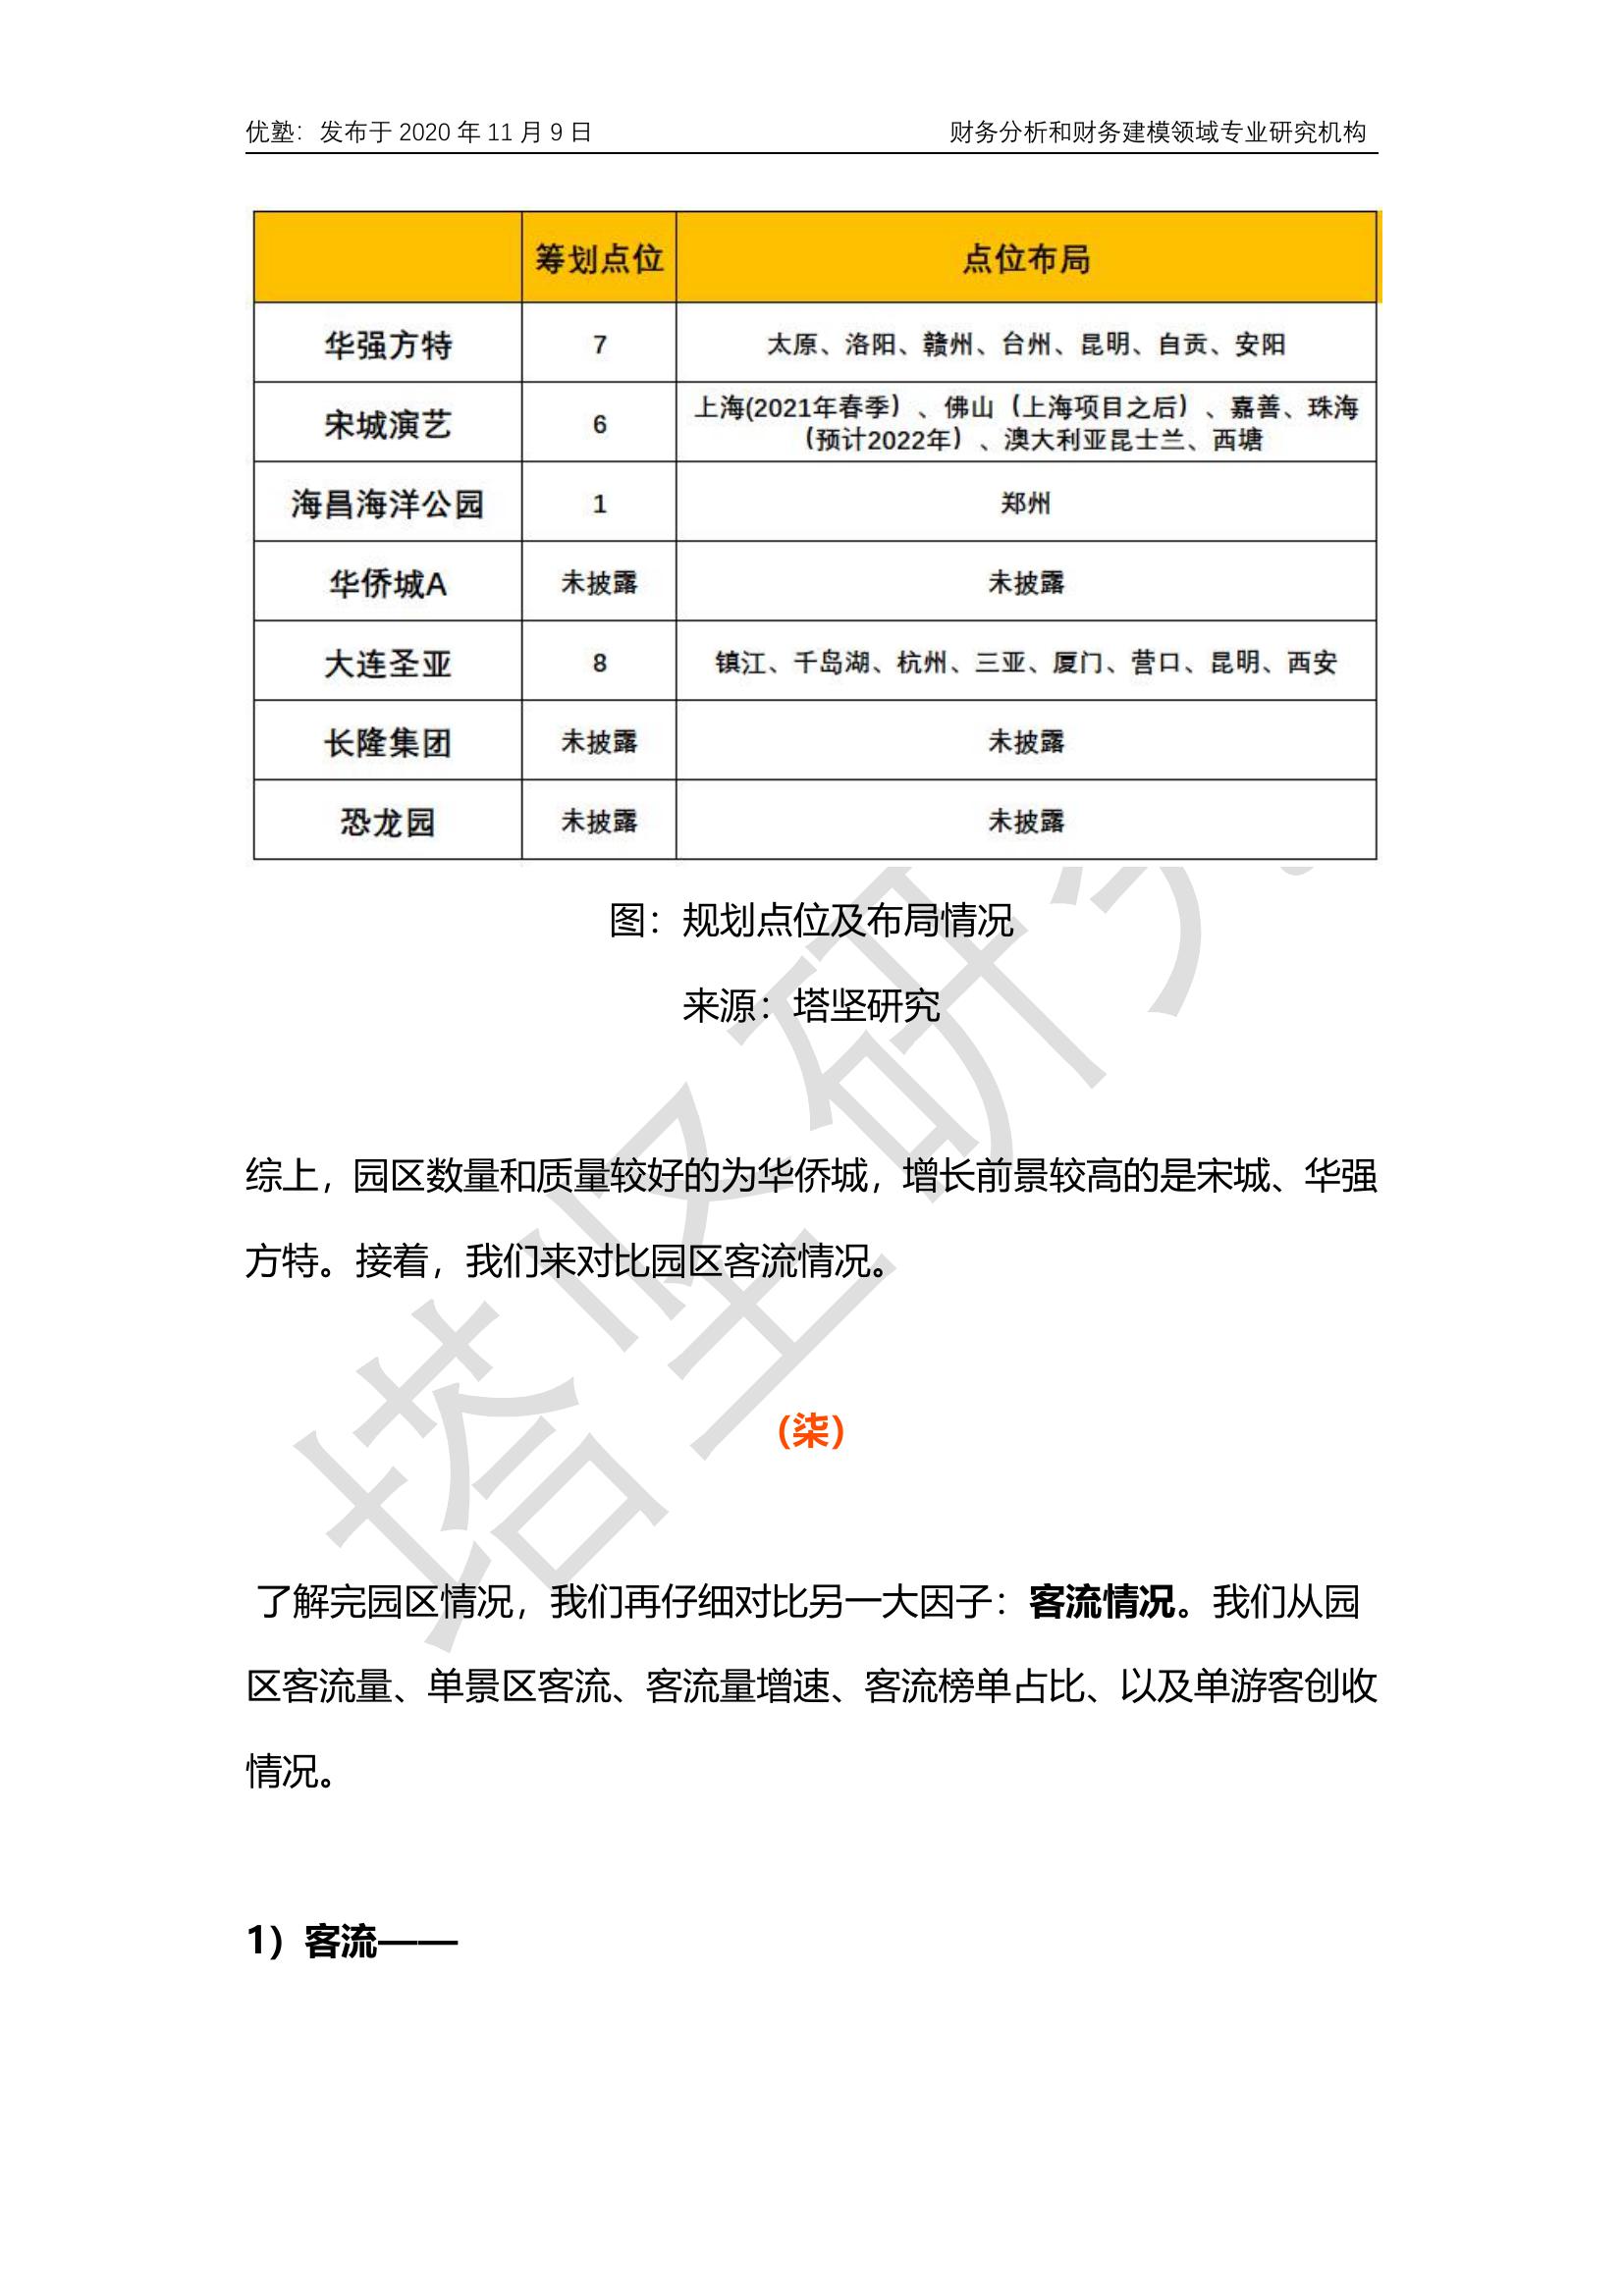 优塾：发布于 2020 年 11 月 9 日 财务分析和财务建模领域专业研究机构
筹划点位 点位布局
华强方特 7 太原、洛阳、赣州、台州、昆明、自贡、安阳
宋城演艺 6 上海(2021年春季）、佛山（上海项目之后）、嘉善、珠海
（预计2022年）、澳大利亚昆士兰、西塘
海昌海洋公园 1 郑州
华侨城A 未披露 未披露
大连圣亚 8 镇江、千岛湖、杭州、三亚、厦门、营口、昆明、西安
长隆集团 未披露 未披露
恐龙园 未披露 未披露
图：规划点位及布局情况
来源：塔坚研究
综上，园区数量和质量较好的为华侨城，增长前景较高的是宋城、华强
方特。接着，我们来对比园区客流情况。
（柒）
了解完园区情况，我们再仔细对比另一大因子：客流情况。我们从园
区客流量、单景区客流、客流量增速、客流榜单占比、以及单游客创收
情况。
1）客流——
塔坚研究